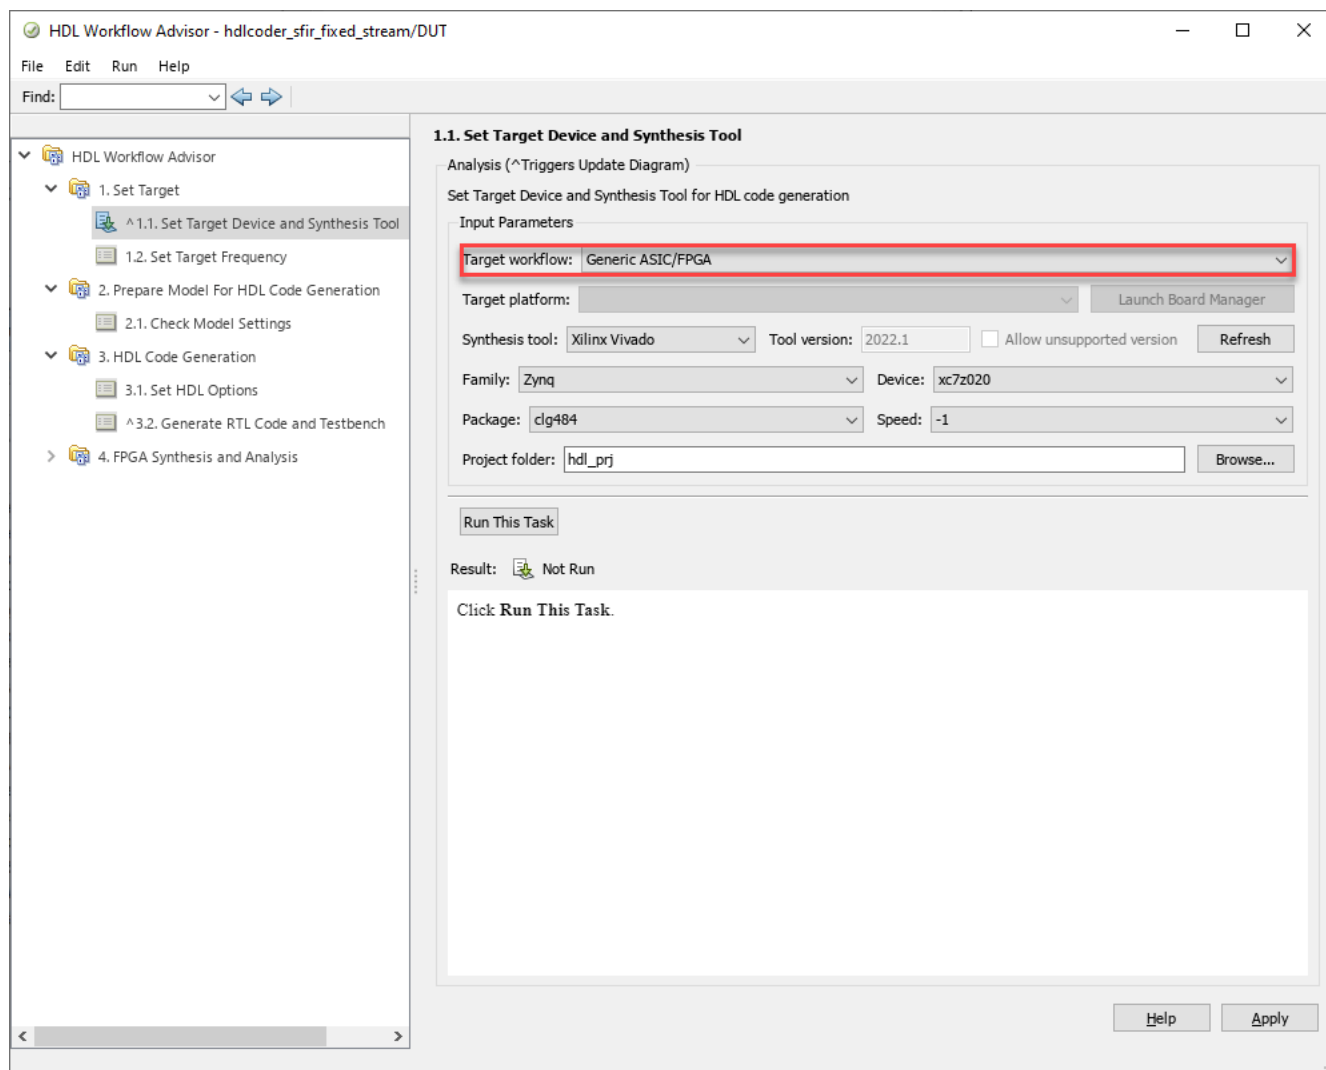 HDL Workflow Advisor - hdlcoder_sfir_fixed_stream/DUT
File Edit Run Help
Find:
HDL Workflow Advisor
1. Set Target
^1.1. Set Target Device and Synthesis Tool
1.2. Set Target Frequency
2. Prepare Model For HDL Code Generation
2.1. Check Model Settings
3. HDL Code Generation
3.1. Set HDL Options
^3.2. Generate RTL Code and Testbench
4. FPGA Synthesis and Analysis
1.1. Set Target Device and Synthesis Tool
Analysis (^Triggers Update Diagram)
Set Target Device and Synthesis Tool for HDL code generation
Input Parameters
Target workflow: Generic ASIC/FPGA
Target platform: Launch Board Manager
Synthesis tool: Xilinx Vivado Tool version: 2022.1 Allow unsupported version Refresh
Family: Zynq Device: xc7z020
Package: clg484 Speed: -1
Project folder: hdl_prj Browse...
Run This Task
Result: Not Run
Click Run This Task.
Help Apply